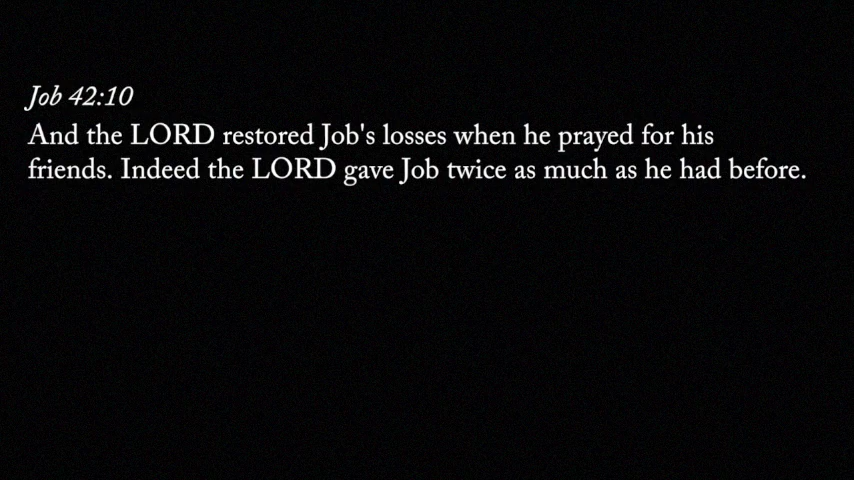 Job 42:10
And the LORD restored Job's losses when he prayed for his
friends. Indeed the LORD gave Job twice as much as he had before.